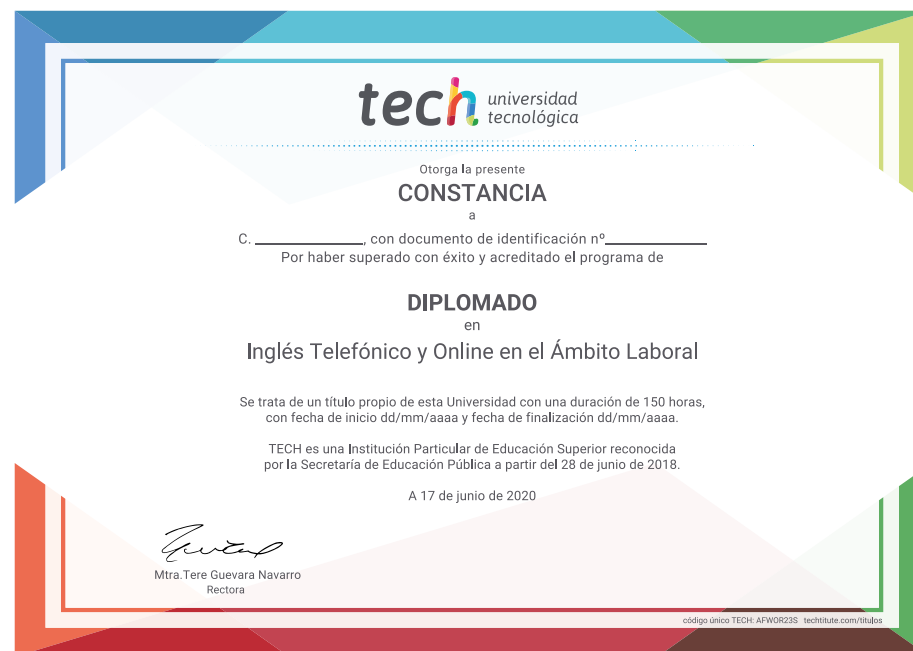 tech universidad
tecnológica
Otorga la presente
CONSTANCIA
a
C. ______________, con documento de identificación nº_____________
Por haber superado con éxito y acreditado el programa de
DIPLOMADO
en
Inglés Telefónico y Online en el Ámbito Laboral
Se trata de un título propio de esta Universidad con una duración de 150 horas,
con fecha de inicio dd/mm/aaaa y fecha de finalización dd/mm/aaaa.
TECH es una Institución Particular de Educación Superior reconocida
por la Secretaría de Educación Pública a partir del 28 de junio de 2018.
A 17 de junio de 2020
Mtra.Tere Guevara Navarro
Rectora
código único TECH: AFWOR23S techtitute.com/titulos